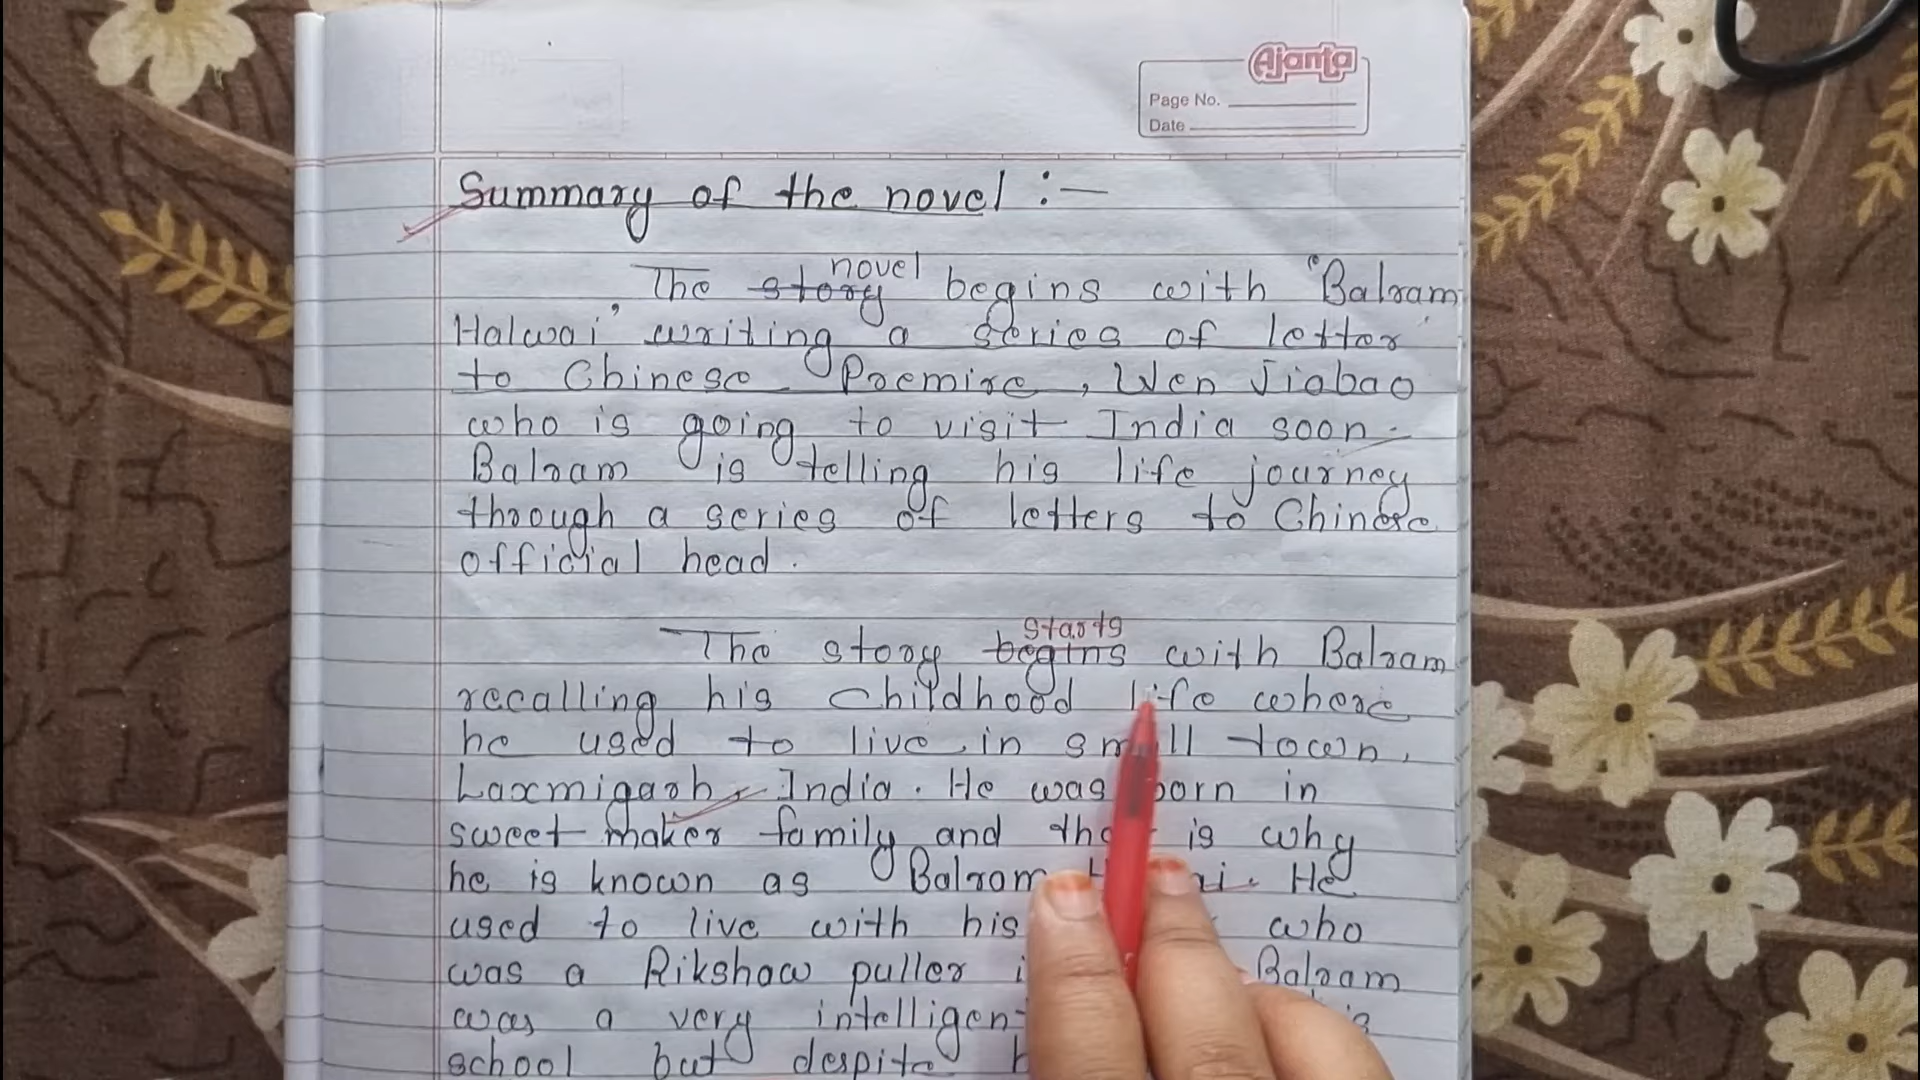 Ajanta
Page No.
Date
Summary of the novel :-
novel
The story begins with "Balram
Halwai" writing a series of letter
to Chinese Premire, Wen Jiabao
who is going to visit India soon.
Balram is telling his life journey
through a series of letters to Chinese
official head.
starts
The story begins with Balram
recalling his childhood life where
he used to live in small town,
Laxmigarh, India. He was born in
sweet maker family and that is why
he is known as Balram He
used to live with his who
was a Rikshaw puller Balram
was a very intelligent
school but despite